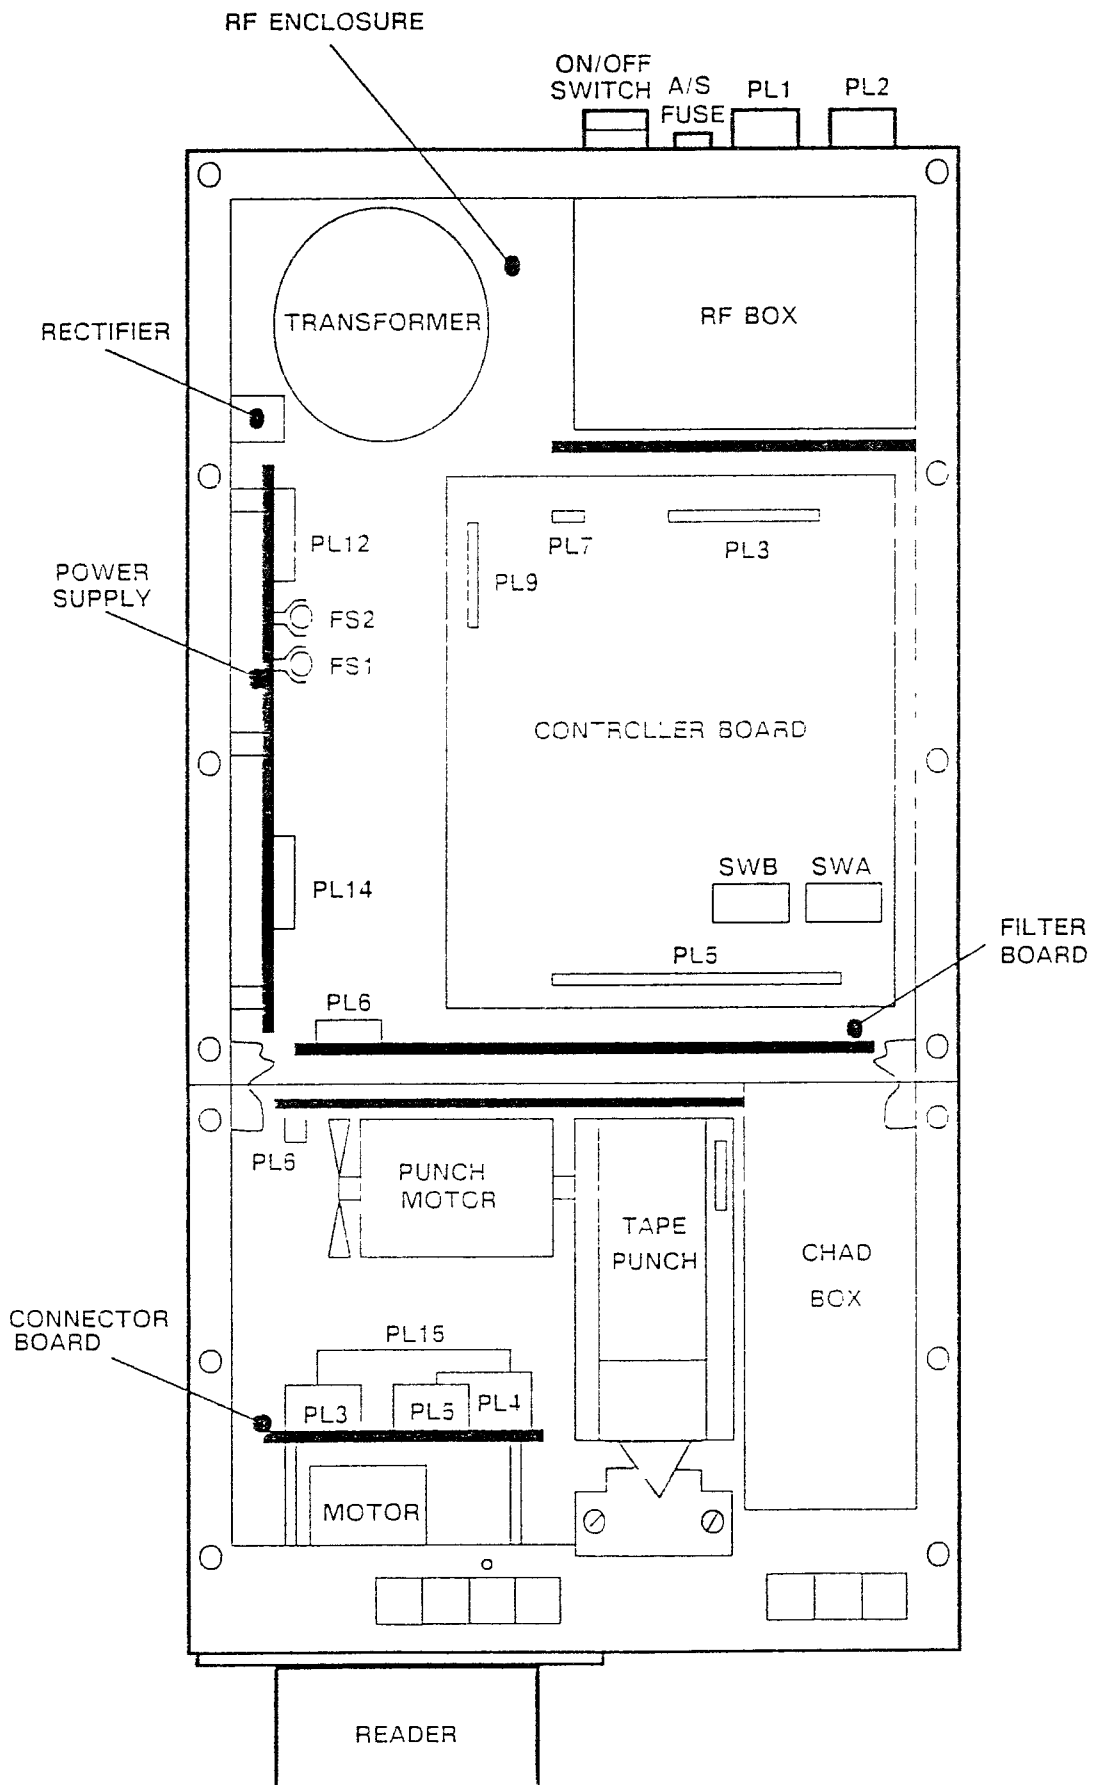 RF ENCLOSURE
ON/OFF
SWITCH
A/S
FUSE
PL1
PL2
TRANSFORMER
RF BOX
RECTIFIER
PL12
PL7
PL3
PL9
POWER
SUPPLY
FS2
FS1
CONTROLLER BOARD
SWB
SWA
PL14
FILTER
BOARD
PL5
PL6
PL6
PUNCH
MOTOR
TAPE
PUNCH
CHAD
BOX
CONNECTOR
BOARD
PL15
PL3
PL5
PL4
MOTOR
READER